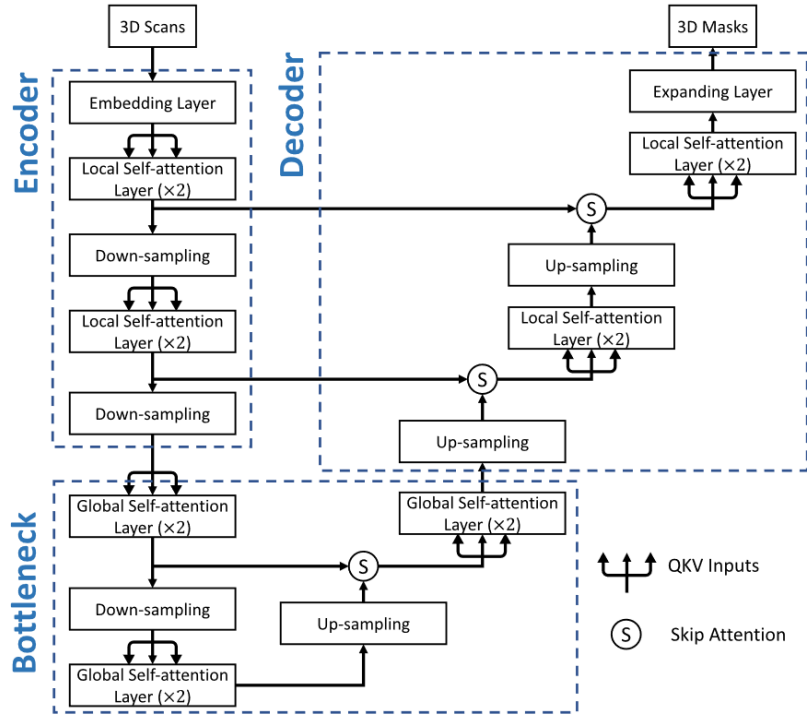 3D Scans
Encoder
Embedding Layer
Local Self-attention
Layer (×2)
Down-sampling
Local Self-attention
Layer (×2)
Down-sampling
Bottleneck
Global Self-attention
Layer (×2)
Down-sampling
Global Self-attention
Layer (×2)
S
Up-sampling
Global Self-attention
Layer (×2)
Decoder
3D Masks
Expanding Layer
Local Self-attention
Layer (×2)
S
Up-sampling
Local Self-attention
Layer (×2)
S
Up-sampling
QKV Inputs
S
Skip Attention